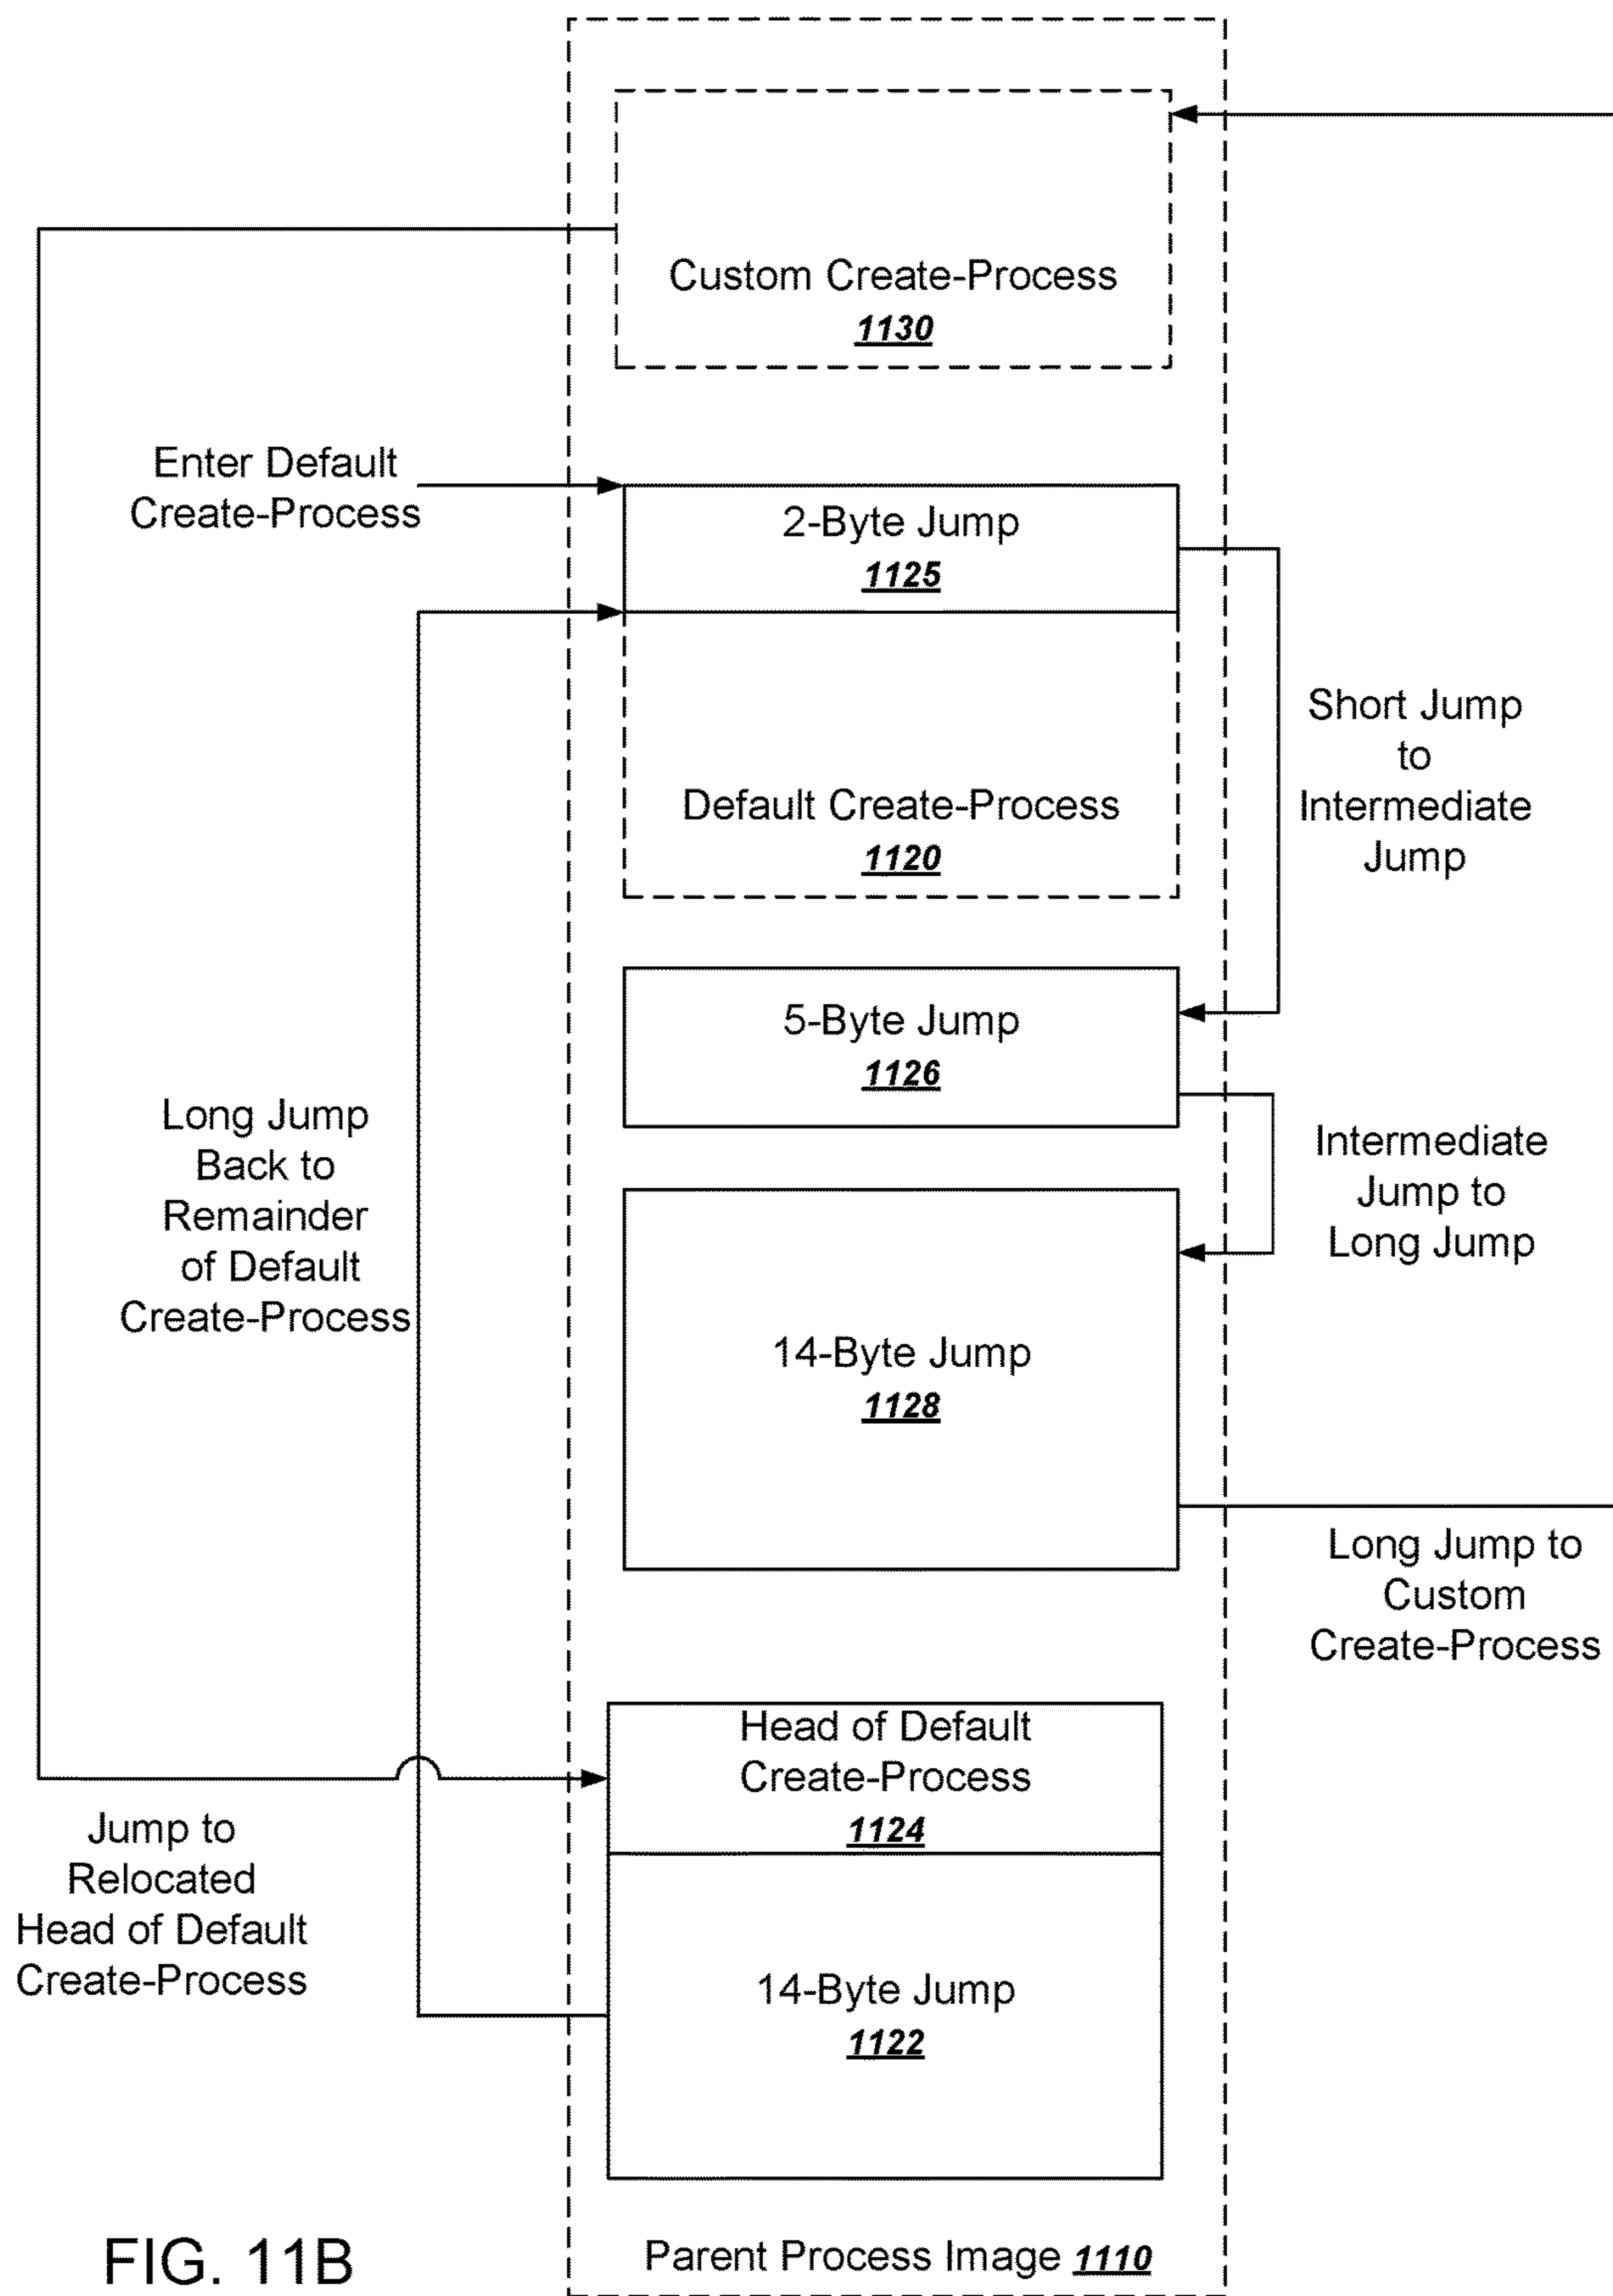 Custom Create-Process
1130
Enter Default
Create-Process
2-Byte Jump
1125
Short Jump
to
Intermediate
Jump
Default Create-Process
1120
5-Byte Jump
1126
Long Jump
Back to
Remainder
of Default
Create-Process
Intermediate
Jump to
Long Jump
14-Byte Jump
1128
Long Jump to
Custom
Create-Process
Head of Default
Create-Process
1124
Jump to
Relocated
Head of Default
Create-Process
14-Byte Jump
1122
FIG. 11B
Parent Process Image 1110